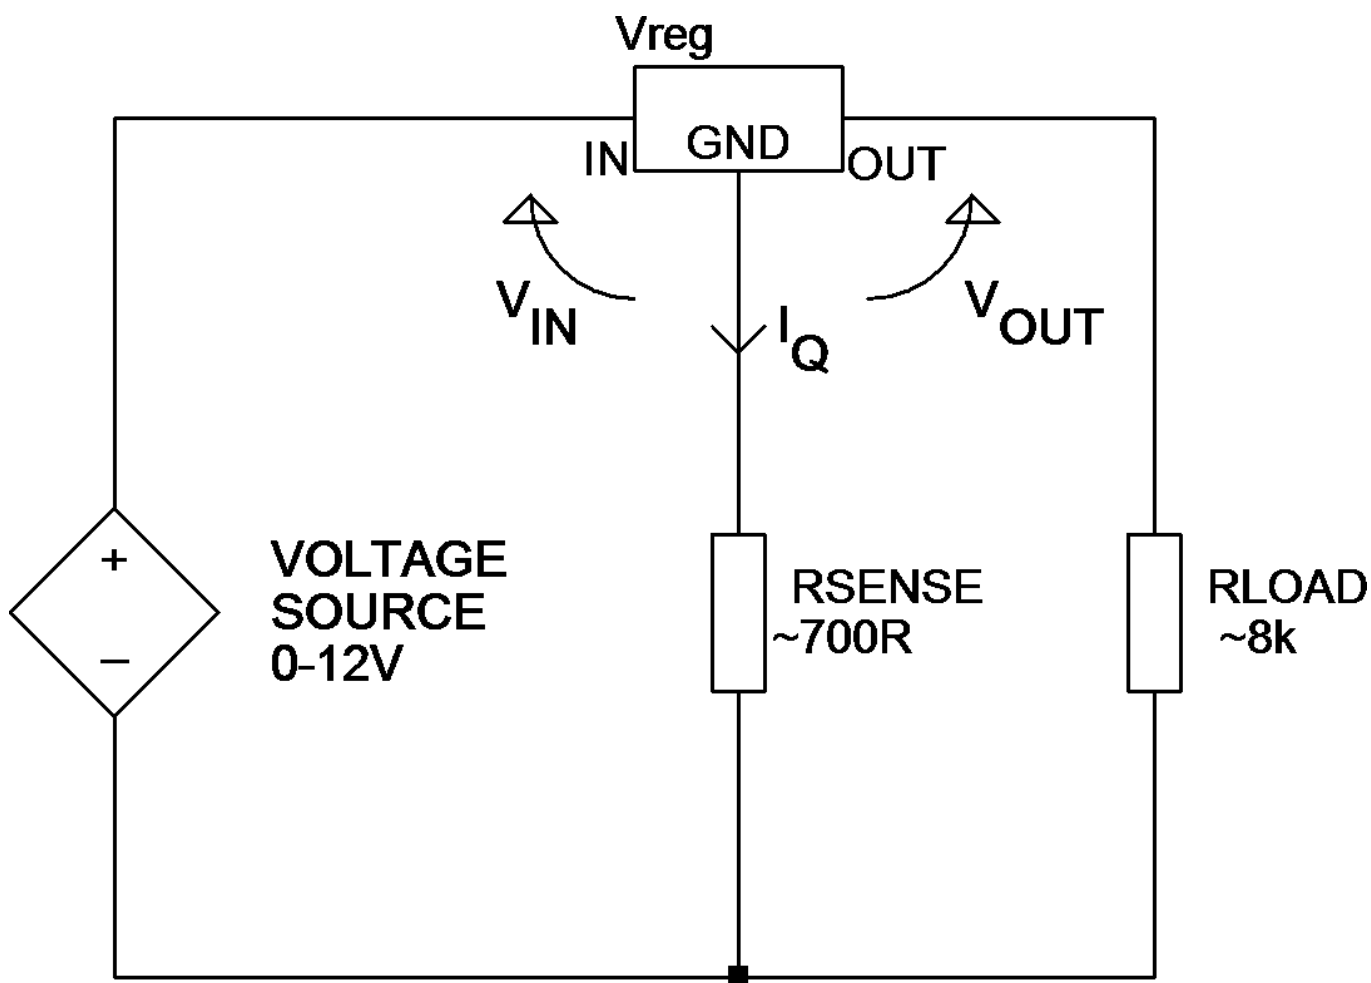 Vreg
IN
GND
OUT
VIN
IQ
VOUT
+
–
VOLTAGE
SOURCE
0-12V
RSENSE
~700R
RLOAD
~8k